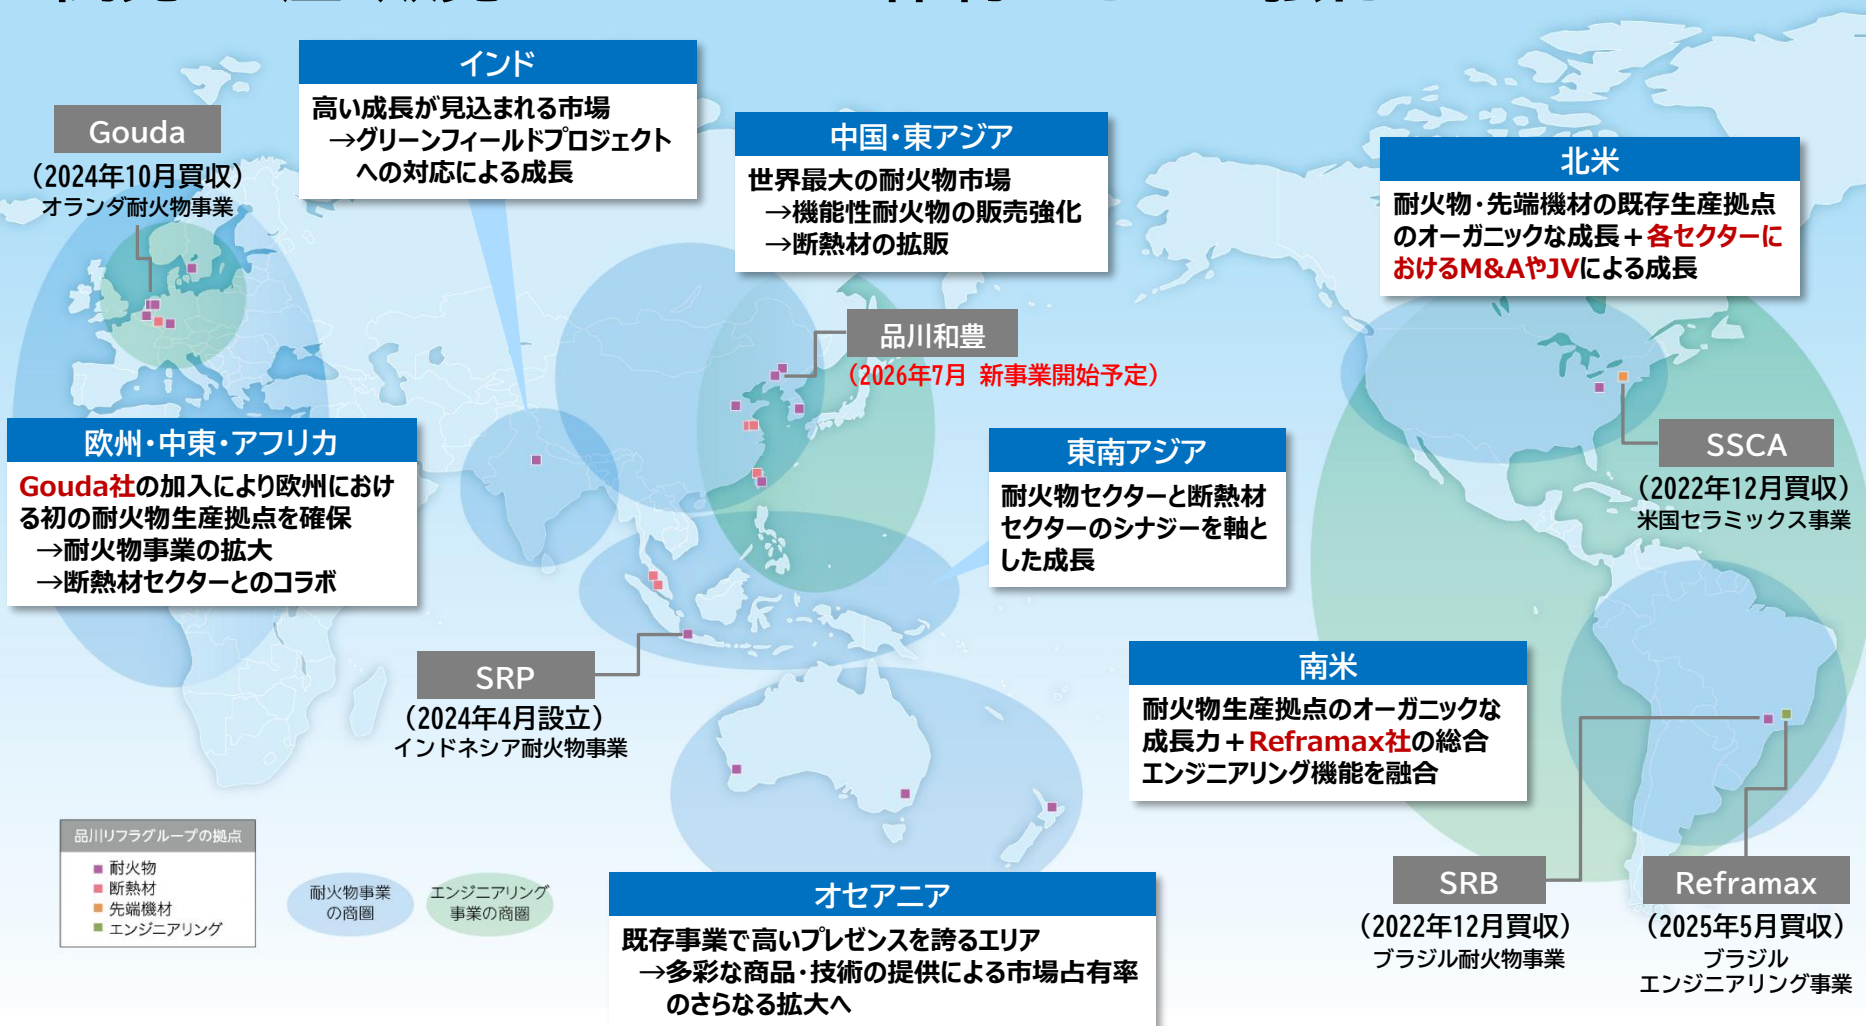 Gouda
（2024年10月買収）
オランダ耐火物事業
インド
高い成長が見込まれる市場
→グリーンフィールドプロジェクト
への対応による成長
中国・東アジア
世界最大の耐火物市場
→機能性耐火物の販売強化
→断熱材の拡販
北米
耐火物・先端機材の既存生産拠点
のオーガニックな成長＋各セクターに
おけるM&AやJVによる成長
品川和豊
（2026年7月 新事業開始予定）
欧州・中東・アフリカ
Gouda社の加入により欧州におけ
る初の耐火物生産拠点を確保
→耐火物事業の拡大
→断熱材セクターとのコラボ
東南アジア
耐火物セクターと断熱材
セクターのシナジーを軸と
した成長
SSCA
（2022年12月買収）
米国セラミックス事業
SRP
（2024年4月設立）
インドネシア耐火物事業
南米
耐火物生産拠点のオーガニックな
成長力＋Reframax社の総合
エンジニアリング機能を融合
品川リフラグループの拠点
耐火物
断熱材
先端機材
エンジニアリング
耐火物事業
の商圏
エンジニアリング
事業の商圏
オセアニア
既存事業で高いプレゼンスを誇るエリア
→多彩な商品・技術の提供による市場占有率
のさらなる拡大へ
SRB
（2022年12月買収）
ブラジル耐火物事業
Reframax
（2025年5月買収）
ブラジル
エンジニアリング事業